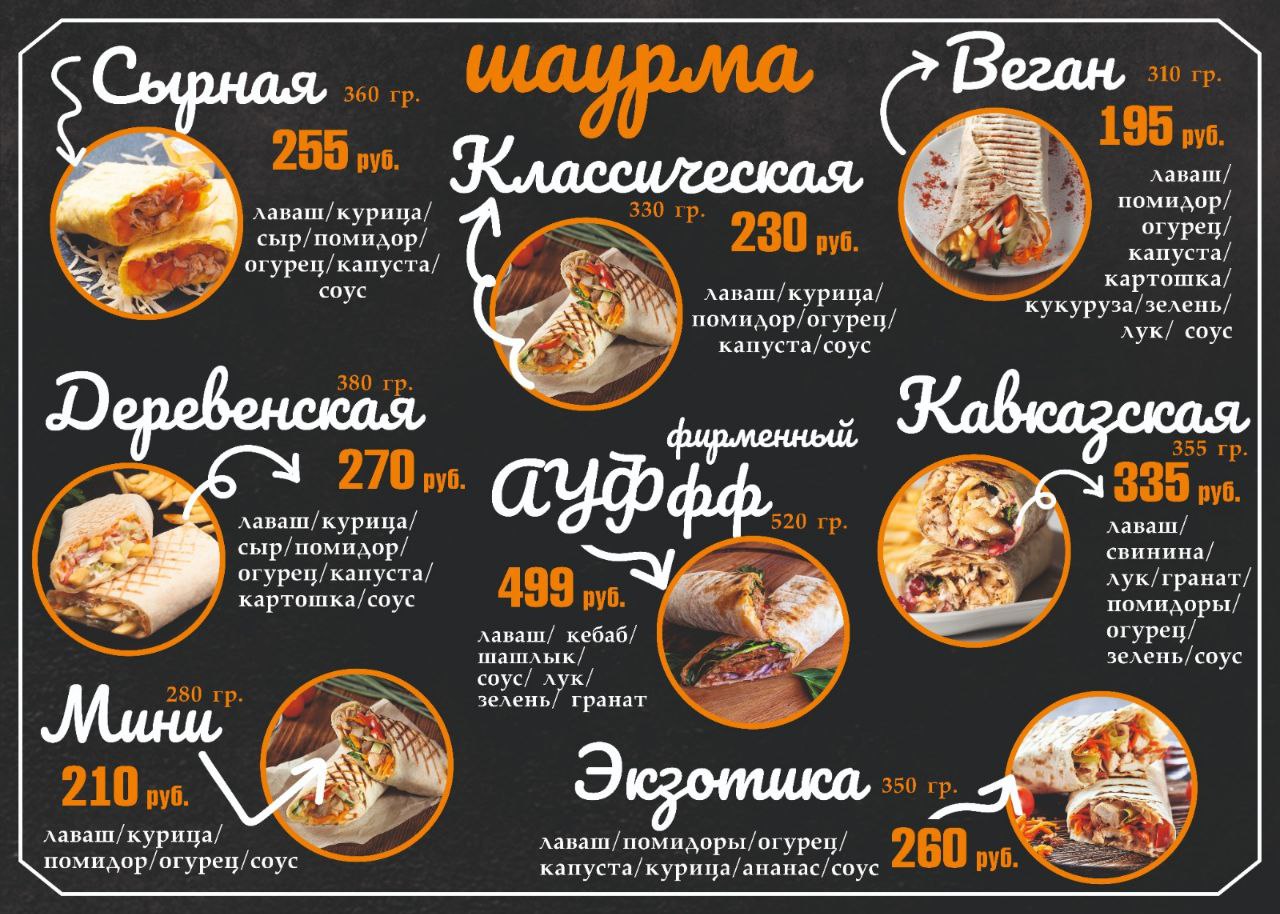 шаурма
Сырная
360 гр.
255 руб.
лаваш/курица/
сыр/помидор/
огурец/капуста/
соус
Классическая
330 гр.
230 руб.
лаваш/курица/
помидор/огурец/
капуста/соус
Веган
310 гр.
195 руб.
лаваш/
помидор/
огурец/
капуста/
картошка/
кукуруза/зелень/
лук/ соус
Деревенская
380 гр.
270 руб.
лаваш/курица/
сыр/помидор/
огурец/капуста/
картошка/соус
фирменный
АУФфф
520 гр.
499 руб.
лаваш/ кебаб/
шашлык/
соус/ лук/
зелень/ гранат
Кавказская
355 гр.
335 руб.
лаваш/
свинина/
лук/гранат/
помидоры/
огурец/
зелень/соус
Мини
280 гр.
210 руб.
лаваш/курица/
помидор/огурец/соус
Экзотика
350 гр.
260 руб.
лаваш/помидоры/огурец/
капуста/курица/ананас/соус